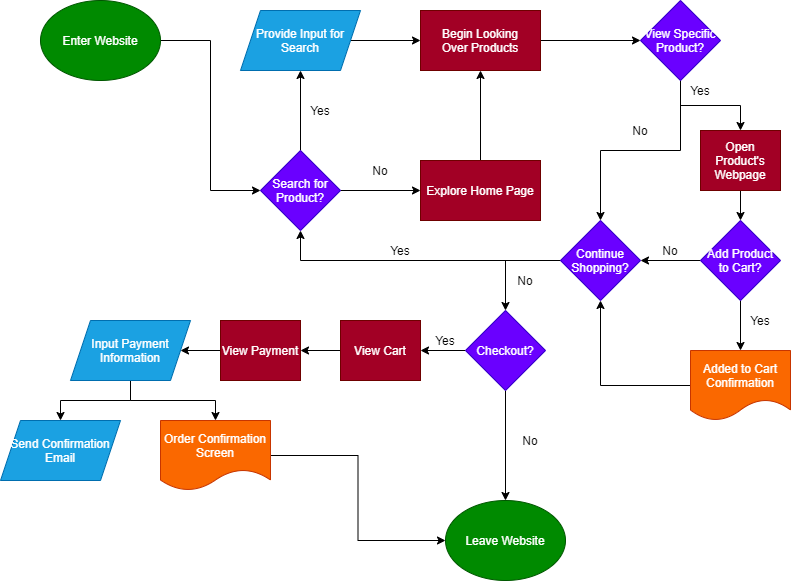 Enter Website
Provide Input for
Search
Begin Looking
Over Products
View Specific
Product?
Yes
No
Yes
Open
Product's
Webpage
Search for
Product?
No
Explore Home Page
Yes
Continue
Shopping?
No
Add Product
to Cart?
No
Yes
Input Payment
Information
View Payment
View Cart
Yes
Checkout?
Added to Cart
Confirmation
Send Confirmation
Email
Order Confirmation
Screen
No
Leave Website